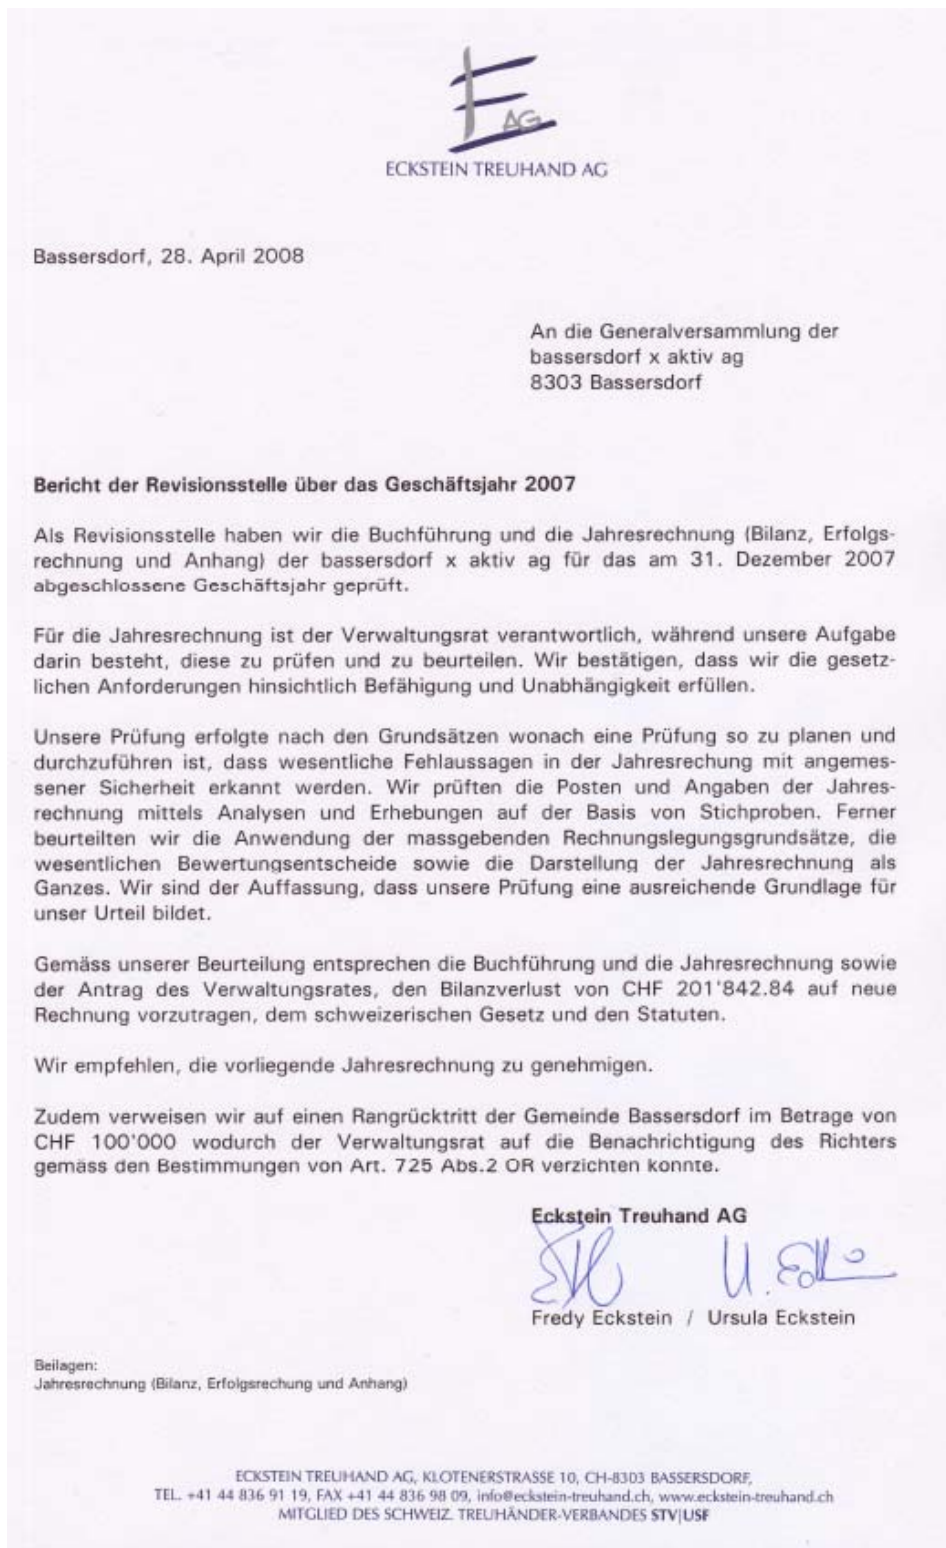 E AG
ECKSTEIN TREUHAND AG
Bassersdorf, 28. April 2008
An die Generalversammlung der
bassersdorf x aktiv ag
8303 Bassersdorf
Bericht der Revisionsstelle über das Geschäftsjahr 2007
Als Revisionsstelle haben wir die Buchführung und die Jahresrechnung (Bilanz, Erfolgs-
rechnung und Anhang) der bassersdorf x aktiv ag für das am 31. Dezember 2007
abgeschlossene Geschäftsjahr geprüft.
Für die Jahresrechnung ist der Verwaltungsrat verantwortlich, während unsere Aufgabe
darin besteht, diese zu prüfen und zu beurteilen. Wir bestätigen, dass wir die gesetz-
lichen Anforderungen hinsichtlich Befähigung und Unabhängigkeit erfüllen.
Unsere Prüfung erfolgte nach den Grundsätzen wonach eine Prüfung so zu planen und
durchzuführen ist, dass wesentliche Fehlaussagen in der Jahresrechung mit angemes-
sener Sicherheit erkannt werden. Wir prüften die Posten und Angaben der Jahres-
rechnung mittels Analysen und Erhebungen auf der Basis von Stichproben. Ferner
beurteilten wir die Anwendung der massgebenden Rechnungslegungsgrundsätze, die
wesentlichen Bewertungsentscheide sowie die Darstellung der Jahresrechnung als
Ganzes. Wir sind der Auffassung, dass unsere Prüfung eine ausreichende Grundlage für
unser Urteil bildet.
Gemäss unserer Beurteilung entsprechen die Buchführung und die Jahresrechnung sowie
der Antrag des Verwaltungsrates, den Bilanzverlust von CHF 201'842.84 auf neue
Rechnung vorzutragen, dem schweizerischen Gesetz und den Statuten.
Wir empfehlen, die vorliegende Jahresrechnung zu genehmigen.
Zudem verweisen wir auf einen Rangrücktritt der Gemeinde Bassersdorf im Betrage von
CHF 100'000 wodurch der Verwaltungsrat auf die Benachrichtigung des Richters
gemäss den Bestimmungen von Art. 725 Abs.2 OR verzichten konnte.
Eckstein Treuhand AG
Fredy Eckstein / Ursula Eckstein
Beilagen:
Jahresrechnung (Bilanz, Erfolgsrechung und Anhang)
ECKSTEIN TREUHAND AG, KLOTENERSTRASSE 10, CH-8303 BASSERSDORF,
TEL. +41 44 836 91 19, FAX +41 44 836 98 09, info@eckstein-treuhand.ch, www.eckstein-treuhand.ch
MITGLIED DES SCHWEIZ. TREUHÄNDER-VERBANDES STV|USF